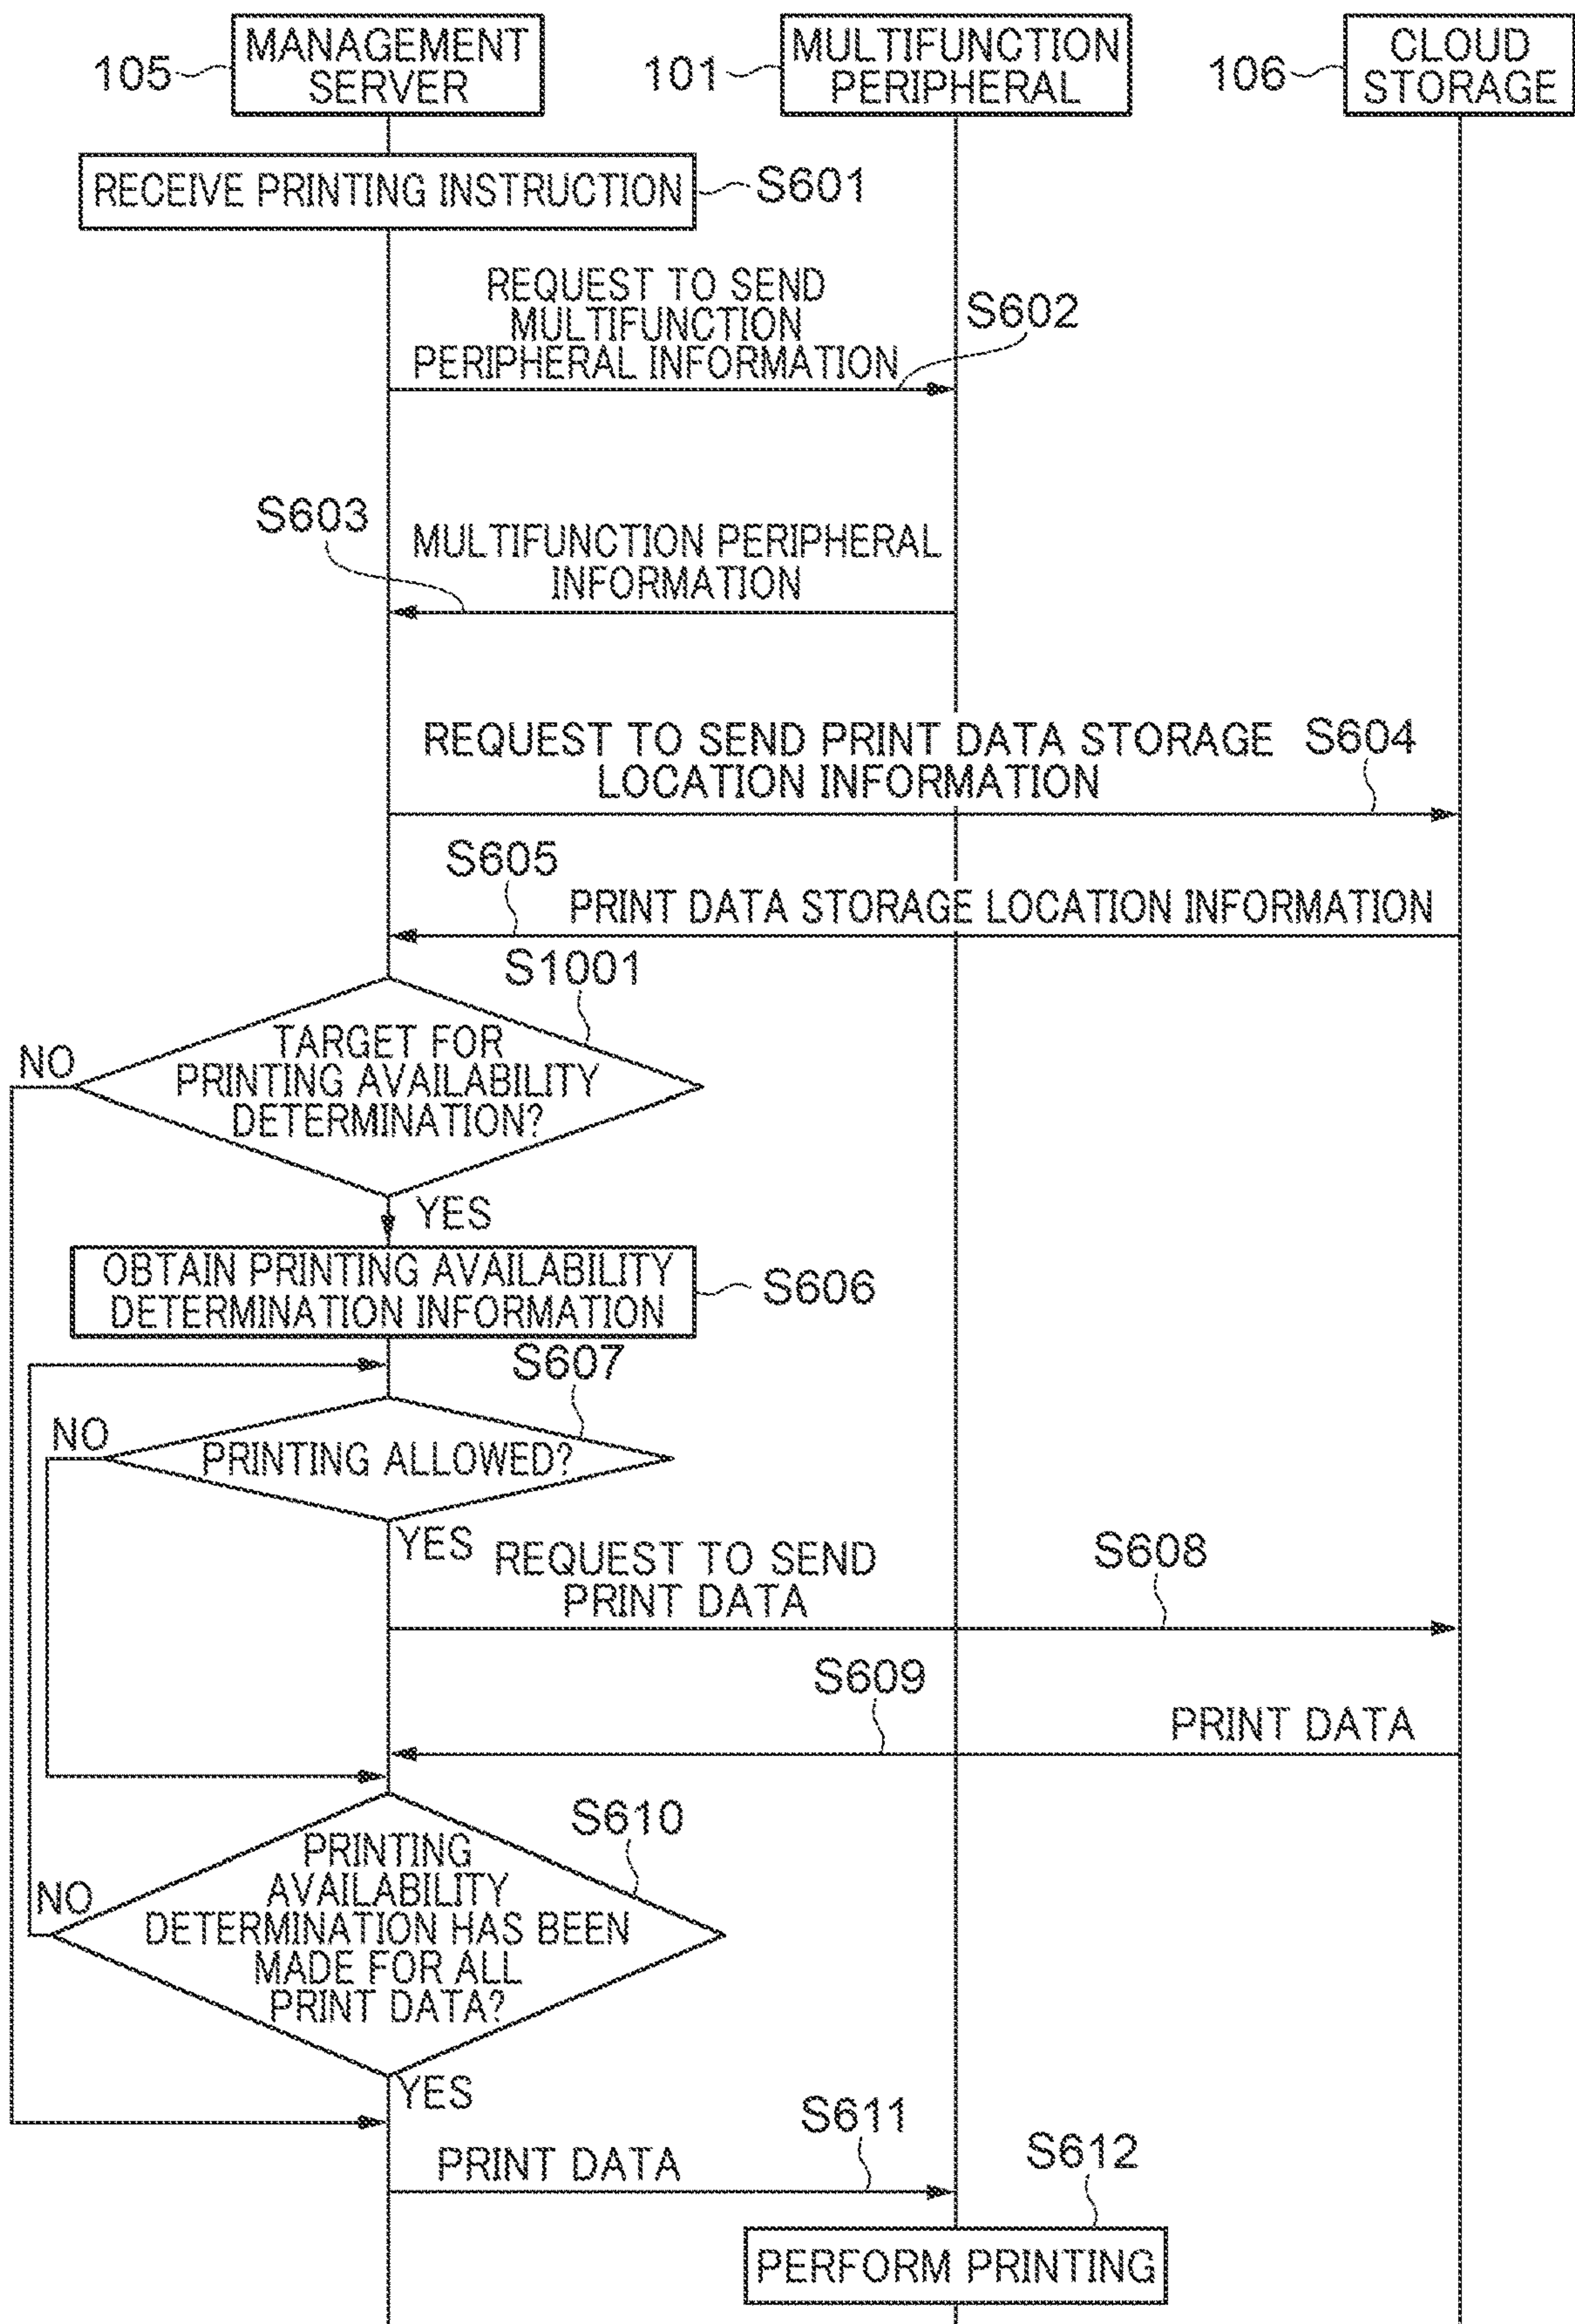 105
MANAGEMENT
SERVER
101
MULTIFUNCTION
PERIPHERAL
106
CLOUD
STORAGE
RECEIVE PRINTING INSTRUCTION
S601
REQUEST TO SEND
MULTIFUNCTION
PERIPHERAL INFORMATION
S602
S603
MULTIFUNCTION PERIPHERAL
INFORMATION
REQUEST TO SEND PRINT DATA STORAGE
LOCATION INFORMATION
S604
S605
PRINT DATA STORAGE LOCATION INFORMATION
S1001
TARGET FOR
PRINTING AVAILABILITY
DETERMINATION?
NO
YES
OBTAIN PRINTING AVAILABILITY
DETERMINATION INFORMATION
S606
S607
NO
PRINTING ALLOWED?
YES
REQUEST TO SEND
PRINT DATA
S608
S609
PRINT DATA
S610
PRINTING
AVAILABILITY
DETERMINATION HAS BEEN
MADE FOR ALL
PRINT DATA?
NO
YES
S611
PRINT DATA
S612
PERFORM PRINTING